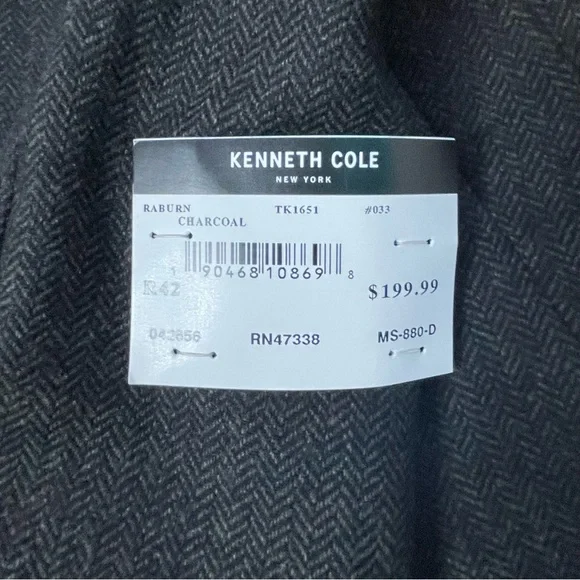 KENNETH COLE
NEW YORK
RABURN TK1651 #033
CHARCOAL
1 90468 10869 8
R42 $199.99
042656 RN47338 MS-880-D